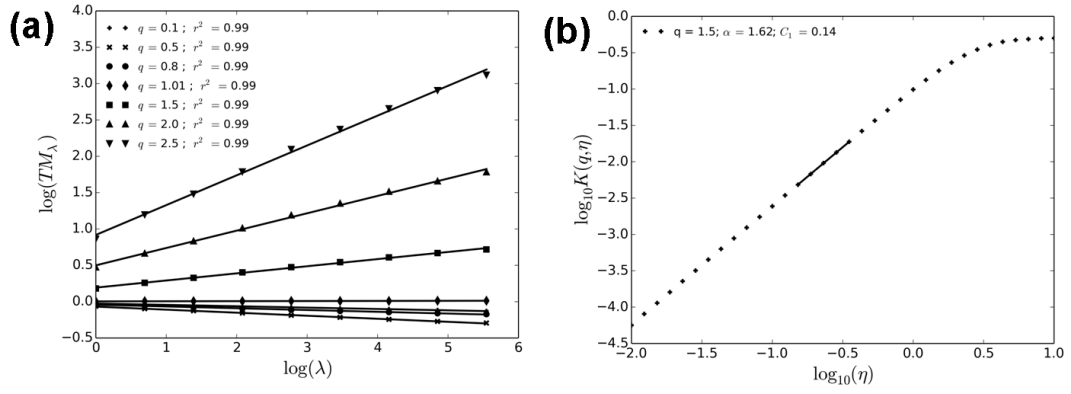 (a)
4.0
3.5
3.0
2.5
2.0
1.5
1.0
0.5
0.0
−0.5
log(TM_λ)
q = 0.1 ; r² = 0.99
q = 0.5 ; r² = 0.99
q = 0.8 ; r² = 0.99
q = 1.01 ; r² = 0.99
q = 1.5 ; r² = 0.99
q = 2.0 ; r² = 0.99
q = 2.5 ; r² = 0.99
0 1 2 3 4 5 6
log(λ)
(b)
0.0
−0.5
−1.0
−1.5
−2.0
−2.5
−3.0
−3.5
−4.0
−4.5
log₁₀K(q,η)
q = 1.5; α = 1.62; C₁ = 0.14
−2.0 −1.5 −1.0 −0.5 0.0 0.5 1.0
log₁₀(η)